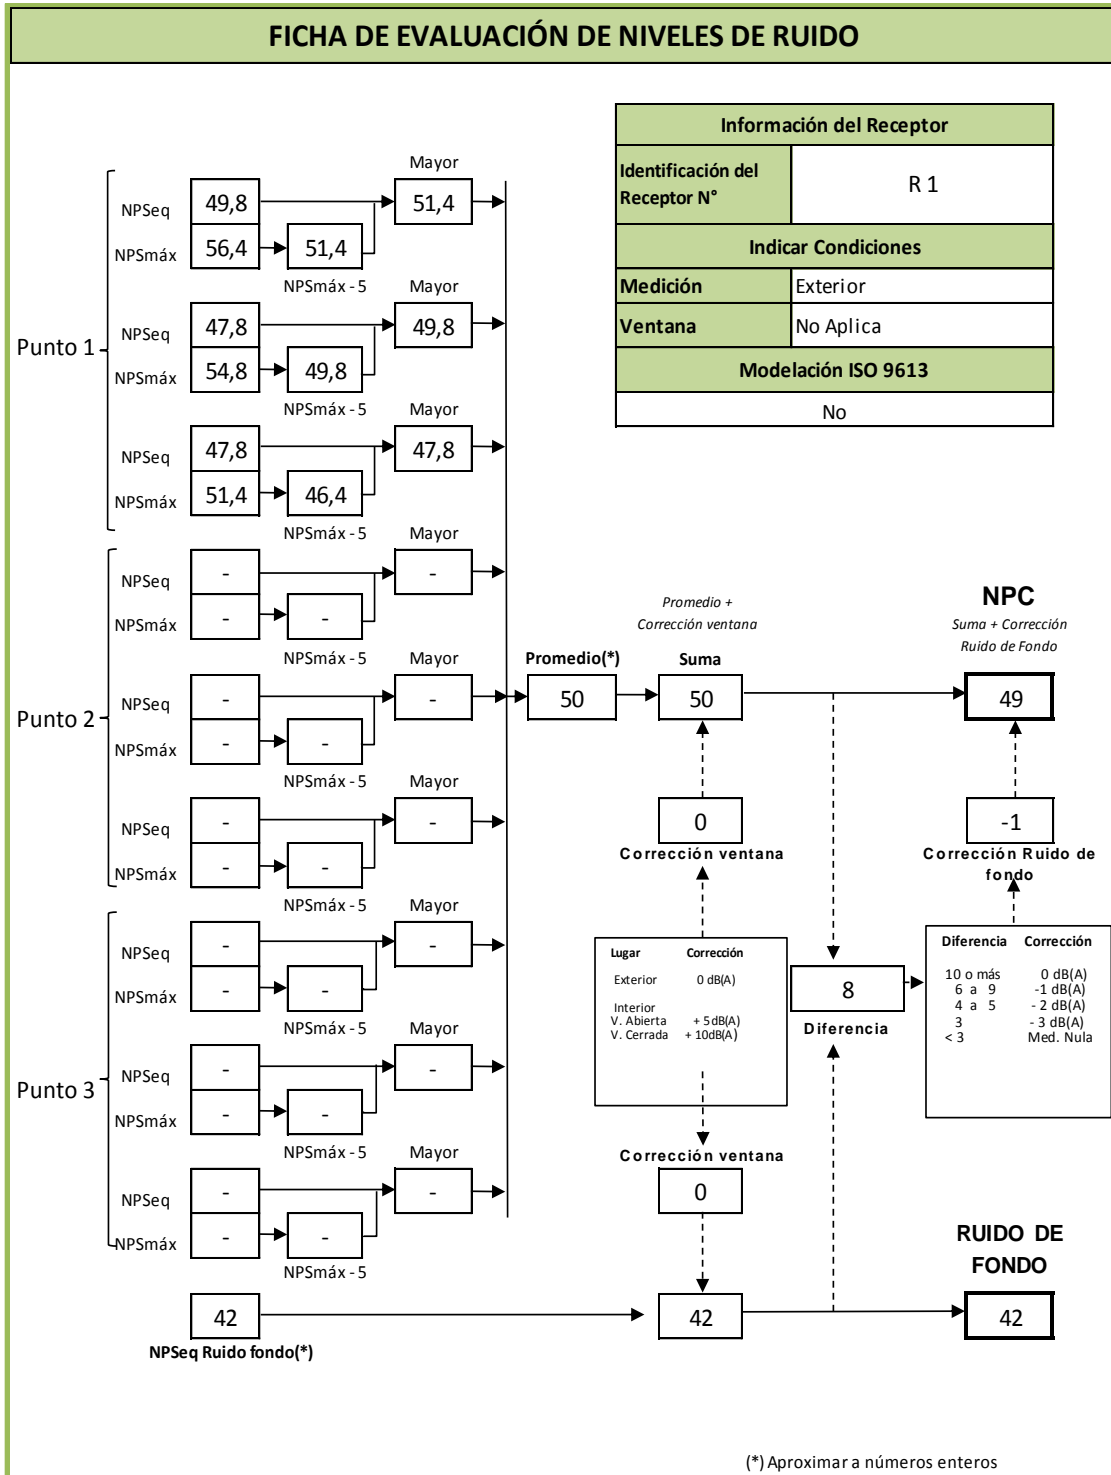 FICHA DE EVALUACIÓN DE NIVELES DE RUIDO
Información del Receptor
Identificación del Receptor N°
R 1
Indicar Condiciones
Medición Exterior
Ventana No Aplica
Modelación ISO 9613
No
Punto 1
Mayor
NPSeq 49,8 51,4
NPSmáx 56,4 51,4
NPSmáx - 5
Mayor
NPSeq 47,8 49,8
NPSmáx 54,8 49,8
NPSmáx - 5
Mayor
NPSeq 47,8 47,8
NPSmáx 51,4 46,4
NPSmáx - 5
Punto 2
Mayor
NPSeq - -
NPSmáx - -
NPSmáx - 5
Mayor
NPSeq - -
NPSmáx - -
NPSmáx - 5
Mayor
NPSeq - -
NPSmáx - -
NPSmáx - 5
Punto 3
Mayor
NPSeq - -
NPSmáx - -
NPSmáx - 5
Mayor
NPSeq - -
NPSmáx - -
NPSmáx - 5
Mayor
NPSeq - -
NPSmáx - -
NPSmáx - 5
42
NPSeq Ruido fondo(*)
Promedio(*)
50
Promedio +
Corrección ventana
Suma
50
0
Corrección ventana
Lugar Corrección
Exterior 0 dB(A)
Interior
V. Abierta + 5dB(A)
V. Cerrada + 10dB(A)
Corrección ventana
0
42
8
Diferencia
NPC
Suma + Corrección
Ruido de Fondo
49
-1
Corrección Ruido de
fondo
Diferencia Corrección
10 o más 0 dB(A)
6 a 9 -1 dB(A)
4 a 5 - 2 dB(A)
3 - 3 dB(A)
< 3 Med. Nula
RUIDO DE
FONDO
42
(*) Aproximar a números enteros